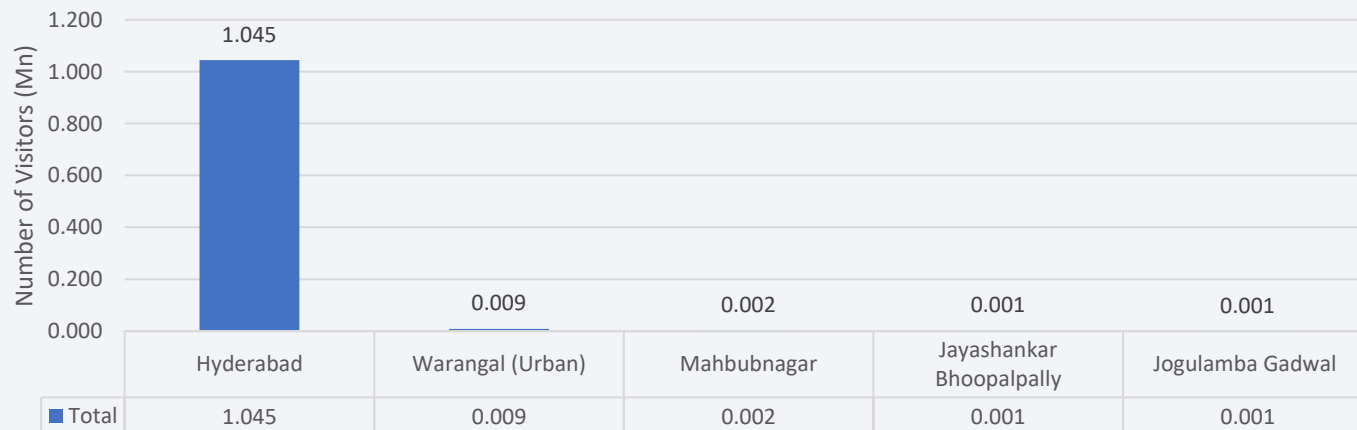 Number of Visitors (Mn)
1.200
1.000
0.800
0.600
0.400
0.200
0.000
1.045
0.009
0.002
0.001
0.001
Hyderabad
Warangal (Urban)
Mahbubnagar
Jayashankar
Bhoopalpally
Jogulamba Gadwal
Total 1.045 0.009 0.002 0.001 0.001